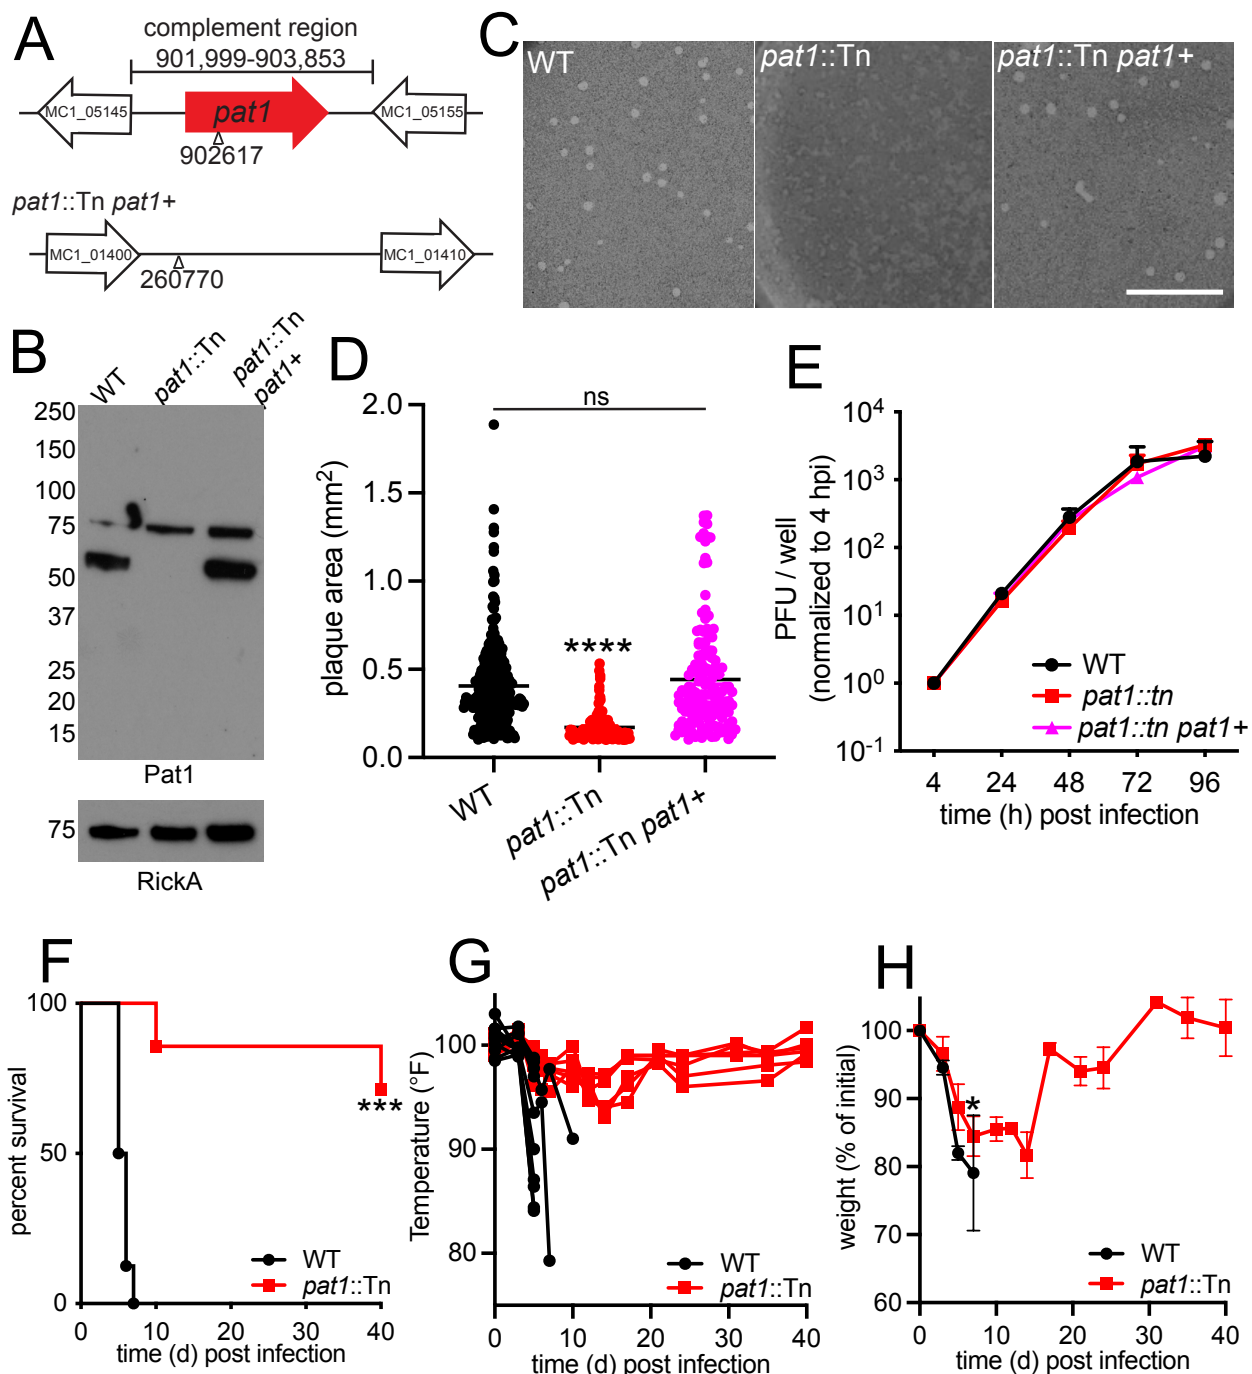 A
complement region
901,999-903,853
MC1_05145
pat1
MC1_05155
902617
pat1::Tn pat1+
MC1_01400
MC1_01410
260770
B
WT
pat1::Tn
pat1::Tn
pat1+
250
150
100
75
50
37
25
20
15
Pat1
75
RickA
C
WT
pat1::Tn
pat1::Tn pat1+
D
ns
****
plaque area (mm2)
2.0
1.5
1.0
0.5
0.0
WT
pat1::Tn
pat1::Tn pat1+
E
PFU / well
(normalized to 4 hpi)
10^4
10^3
10^2
10^1
10^0
10^-1
WT
pat1::tn
pat1::tn pat1+
4 24 48 72 96
time (h) post infection
F
percent survival
100
50
0
***
WT
pat1::Tn
0 10 20 30 40
time (d) post infection
G
Temperature (°F)
100
90
80
WT
pat1::Tn
0 10 20 30 40
time (d) post infection
H
weight (% of initial)
100
90
80
70
60
*
WT
pat1::Tn
0 10 20 30 40
time (d) post infection